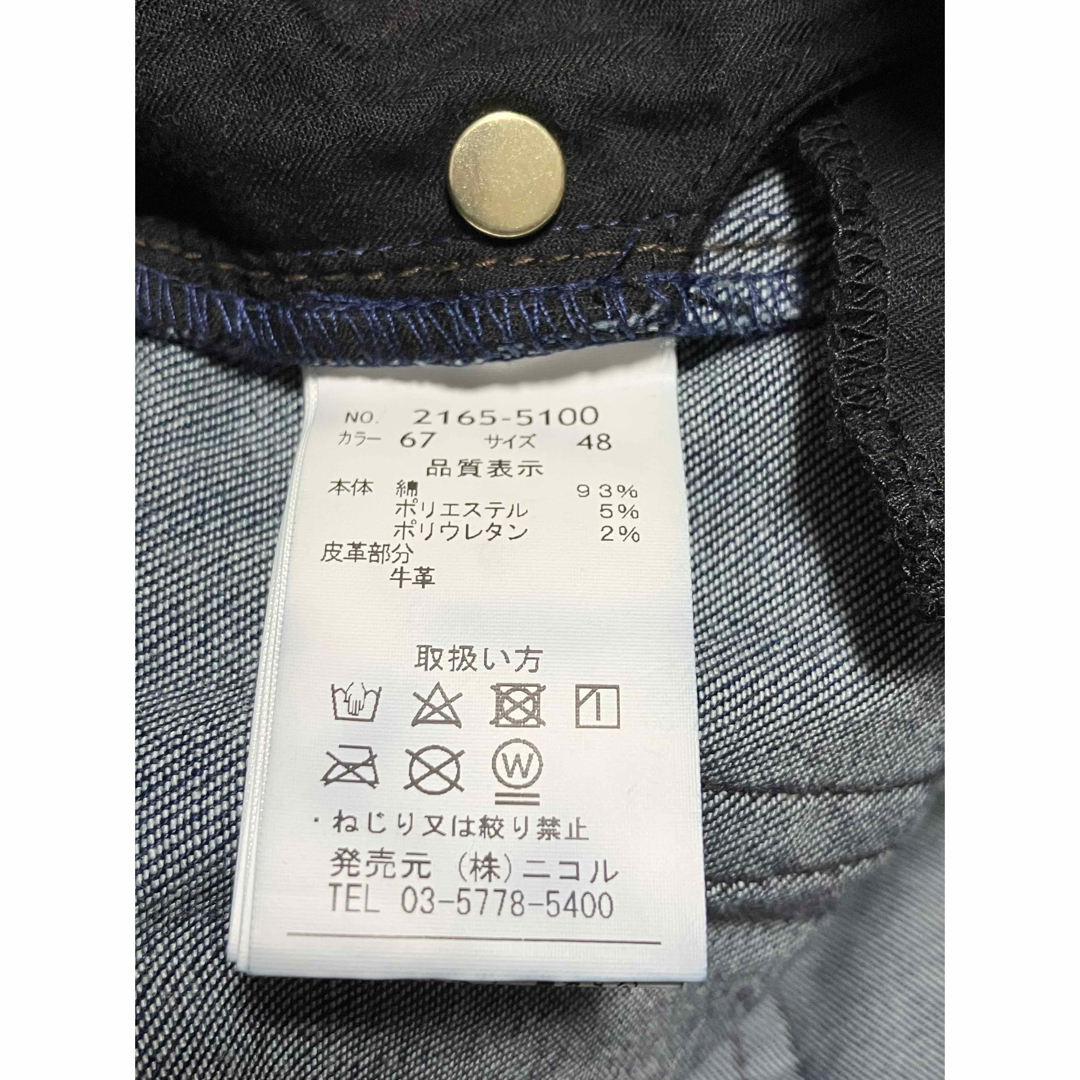 NO. 2165-5100
カラー 67 サイズ 48
品質表示
本体 綿 93%
ポリエステル 5%
ポリウレタン 2%
皮革部分
牛革
取扱い方
W
・ねじり又は絞り禁止
発売元 (株)ニコル
TEL 03-5778-5400